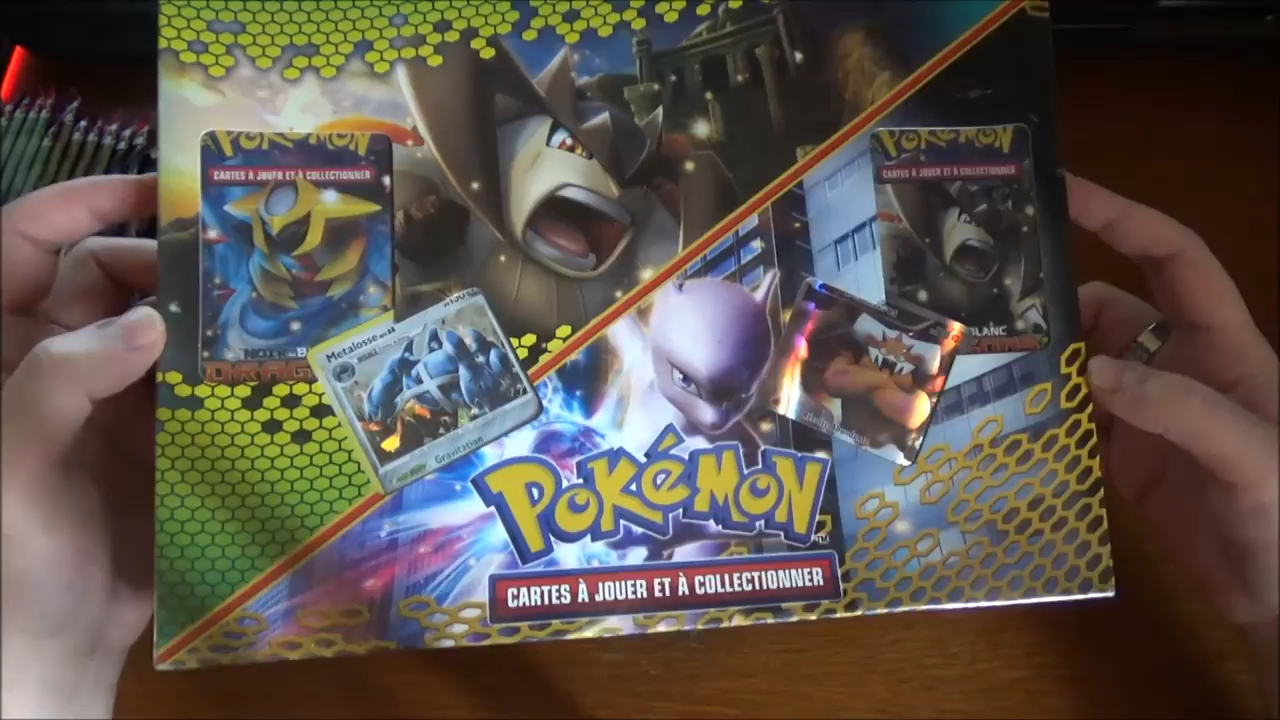 POKéMON
CARTES À JOUER ET À COLLECTIONNER
POKéMON
CARTES À JOUER ET À COLLECTIONNER
BLANC
Metalosse
Gravitation
POKéMON
CARTES À JOUER ET À COLLECTIONNER